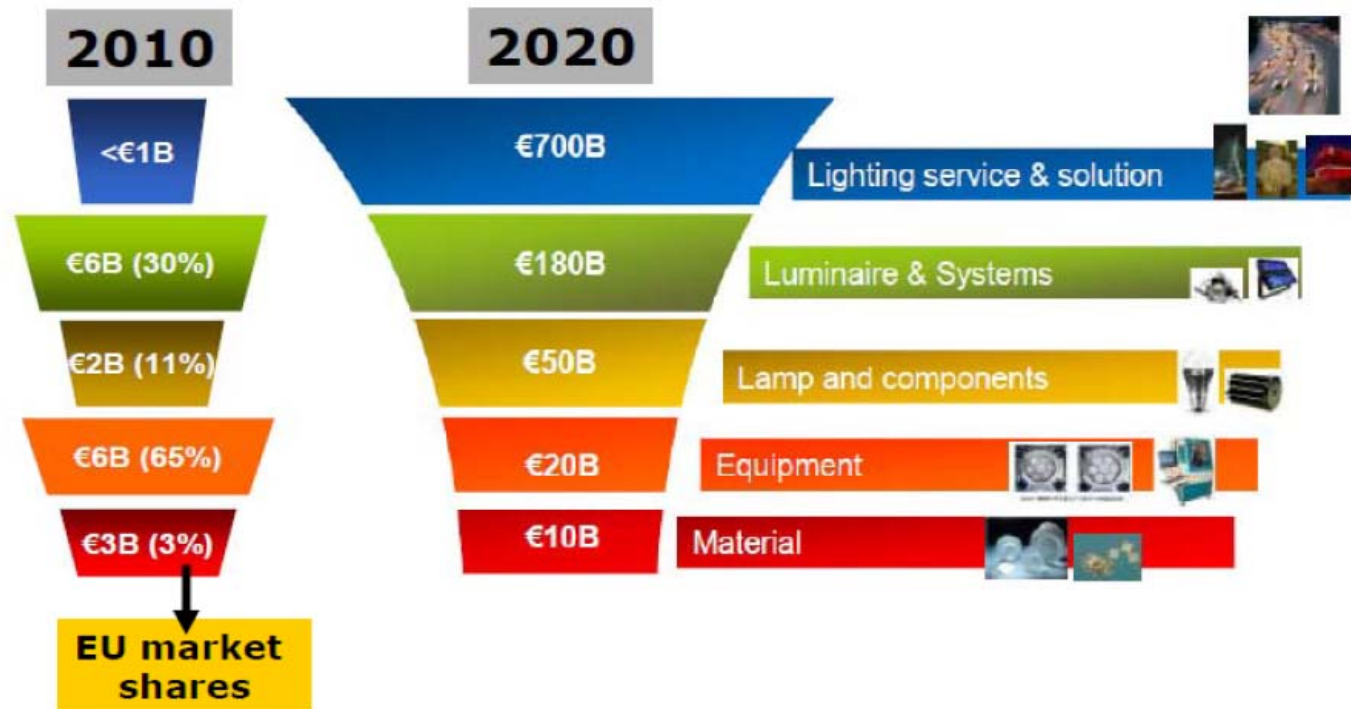 2010
2020
<€1B
€700B
Lighting service & solution
€6B (30%)
€180B
Luminaire & Systems
€2B (11%)
€50B
Lamp and components
€6B (65%)
€20B
Equipment
€3B (3%)
€10B
Material
EU market
shares